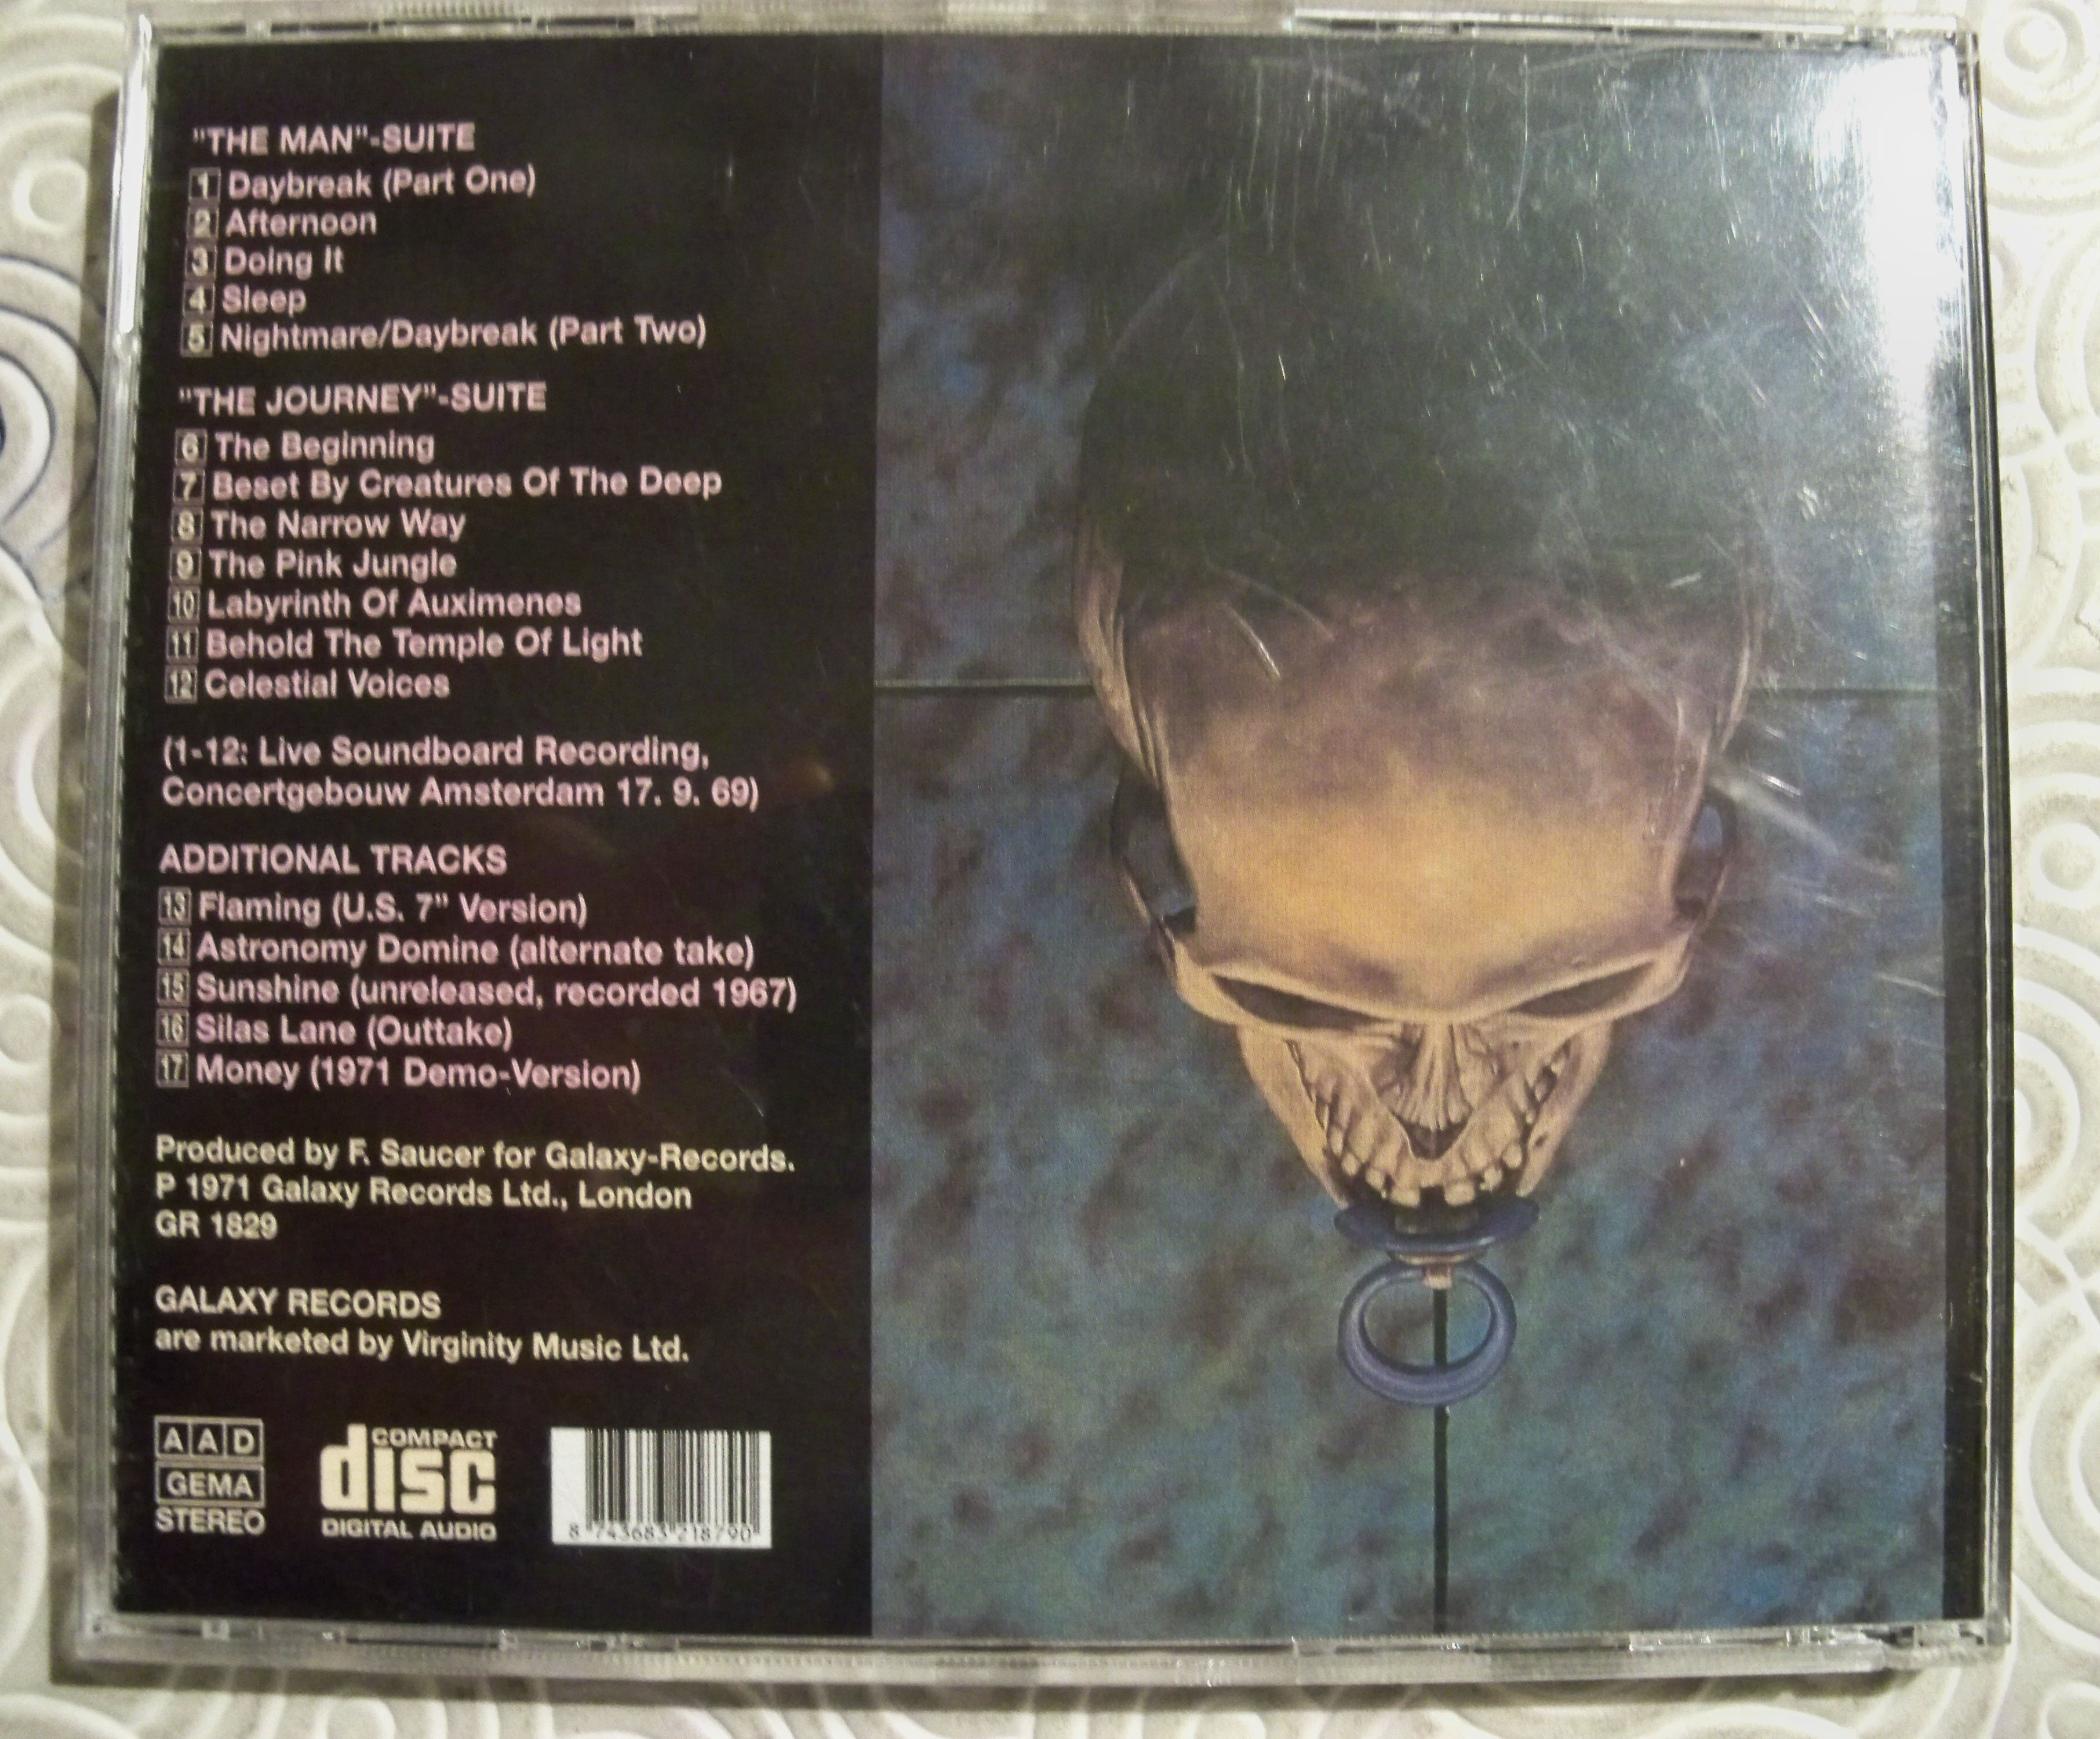 "THE MAN"-SUITE
1 Daybreak (Part One)
2 Afternoon
3 Doing It
4 Sleep
5 Nightmare/Daybreak (Part Two)
"THE JOURNEY"-SUITE
6 The Beginning
7 Beset By Creatures Of The Deep
8 The Narrow Way
9 The Pink Jungle
10 Labyrinth Of Auximenes
11 Behold The Temple Of Light
12 Celestial Voices
(1-12: Live Soundboard Recording,
Concertgebouw Amsterdam 17. 9. 69)
ADDITIONAL TRACKS
13 Flaming (U.S. 7" Version)
14 Astronomy Domine (alternate take)
15 Sunshine (unreleased, recorded 1967)
16 Silas Lane (Outtake)
17 Money (1971 Demo-Version)
Produced by F. Saucer for Galaxy-Records.
P 1971 Galaxy Records Ltd., London
GR 1829
GALAXY RECORDS
are marketed by Virginity Music Ltd.
AAD
GEMA
STEREO
COMPACT
disc
DIGITAL AUDIO
8 743683 218790